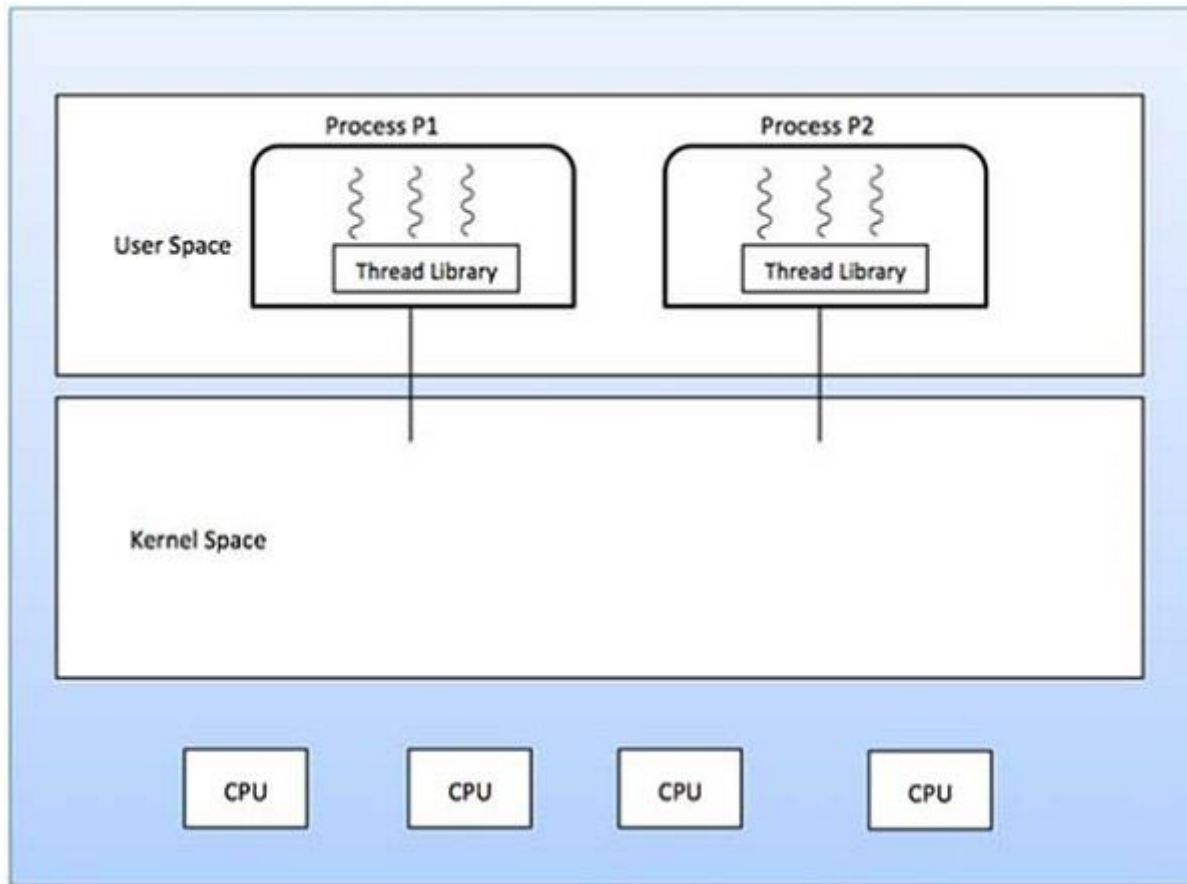 Process P1
Process P2
User Space
Thread Library
Thread Library
Kernel Space
CPU
CPU
CPU
CPU